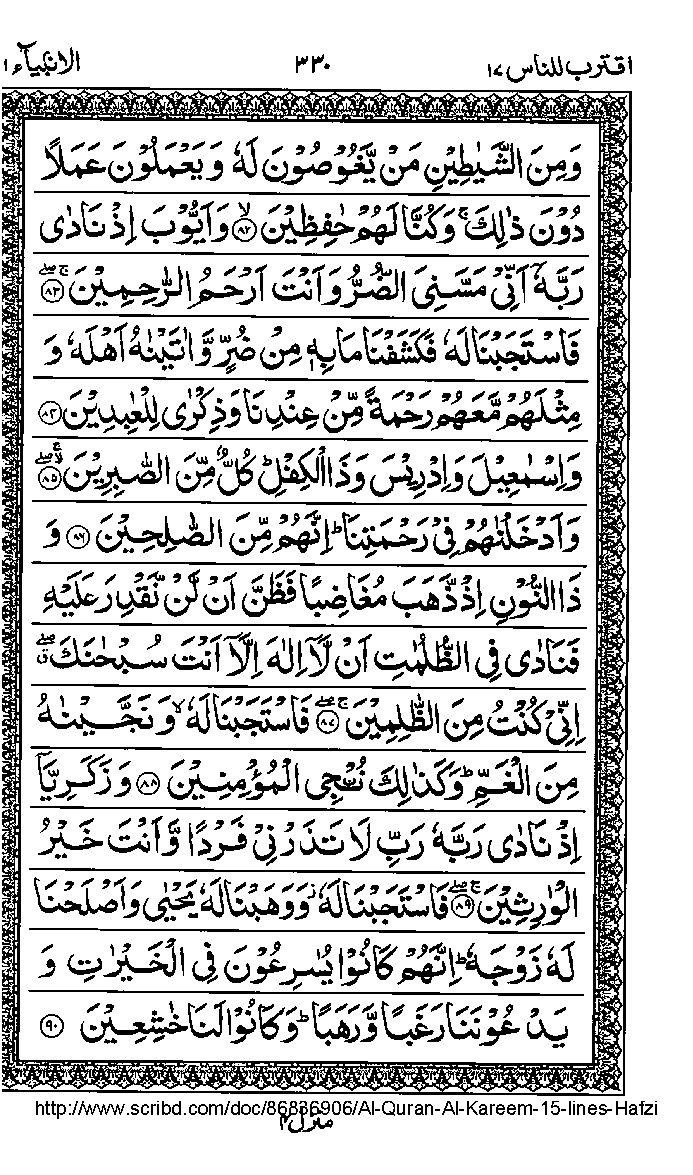 اقترب للناس ۱۷ ۳۳۰ الانبیآء
وَمِنَ الشَّيٰطِيْنِ مَنْ يَّغُوْصُوْنَ لَهٗ وَيَعْمَلُوْنَ عَمَلًا
دُوْنَ ذٰلِكَ ۚ وَكُنَّا لَهُمْ حٰفِظِيْنَ ﴿۸۲﴾ۙ وَاَيُّوْبَ اِذْ نَادٰى
رَبَّهٗۤ اَنِّيْ مَسَّنِيَ الضُّرُّ وَاَنْتَ اَرْحَمُ الرّٰحِمِيْنَ ﴿۸۳﴾ۚۖ
فَاسْتَجَبْنَا لَهٗ فَكَشَفْنَا مَا بِهٖ مِنْ ضُرٍّ وَّاٰتَيْنٰهُ اَهْلَهٗ وَ
مِثْلَهُمْ مَّعَهُمْ رَحْمَةً مِّنْ عِنْدِنَا وَذِكْرٰى لِلْعٰبِدِيْنَ ﴿۸۴﴾
وَاِسْمٰعِيْلَ وَاِدْرِيْسَ وَذَا الْكِفْلِ ؕ كُلٌّ مِّنَ الصّٰبِرِيْنَ ﴿۸۵﴾
وَاَدْخَلْنٰهُمْ فِيْ رَحْمَتِنَا ؕ اِنَّهُمْ مِّنَ الصّٰلِحِيْنَ ﴿۸۶﴾ وَ
ذَا النُّوْنِ اِذْ ذَّهَبَ مُغَاضِبًا فَظَنَّ اَنْ لَّنْ نَّقْدِرَ عَلَيْهِ
فَنَادٰى فِي الظُّلُمٰتِ اَنْ لَّاۤ اِلٰهَ اِلَّاۤ اَنْتَ سُبْحٰنَكَ ۖق
اِنِّيْ كُنْتُ مِنَ الظّٰلِمِيْنَ ﴿۸۷﴾ۚۖ فَاسْتَجَبْنَا لَهٗ ۙ وَنَجَّيْنٰهُ
مِنَ الْغَمِّ ؕ وَكَذٰلِكَ نُـنْجِي الْمُؤْمِنِيْنَ ﴿۸۸﴾ وَزَكَرِيَّاۤ
اِذْ نَادٰى رَبَّهٗ رَبِّ لَا تَذَرْنِيْ فَرْدًا وَّاَنْتَ خَيْرُ
الْوٰرِثِيْنَ ﴿۸۹﴾ۚۖ فَاسْتَجَبْنَا لَهٗ ۡ وَوَهَبْنَا لَهٗ يَحْيٰى وَاَصْلَحْنَا
لَهٗ زَوْجَهٗ ؕ اِنَّهُمْ كَانُوْا يُسٰرِعُوْنَ فِي الْخَيْرٰتِ وَ
يَدْعُوْنَنَا رَغَبًا وَّرَهَبًا ؕ وَكَانُوْا لَنَا خٰشِعِيْنَ ﴿۹۰﴾
http://www.scribd.com/doc/86836906/Al-Quran-Al-Kareem-15-lines-Hafzi
منزل ۴